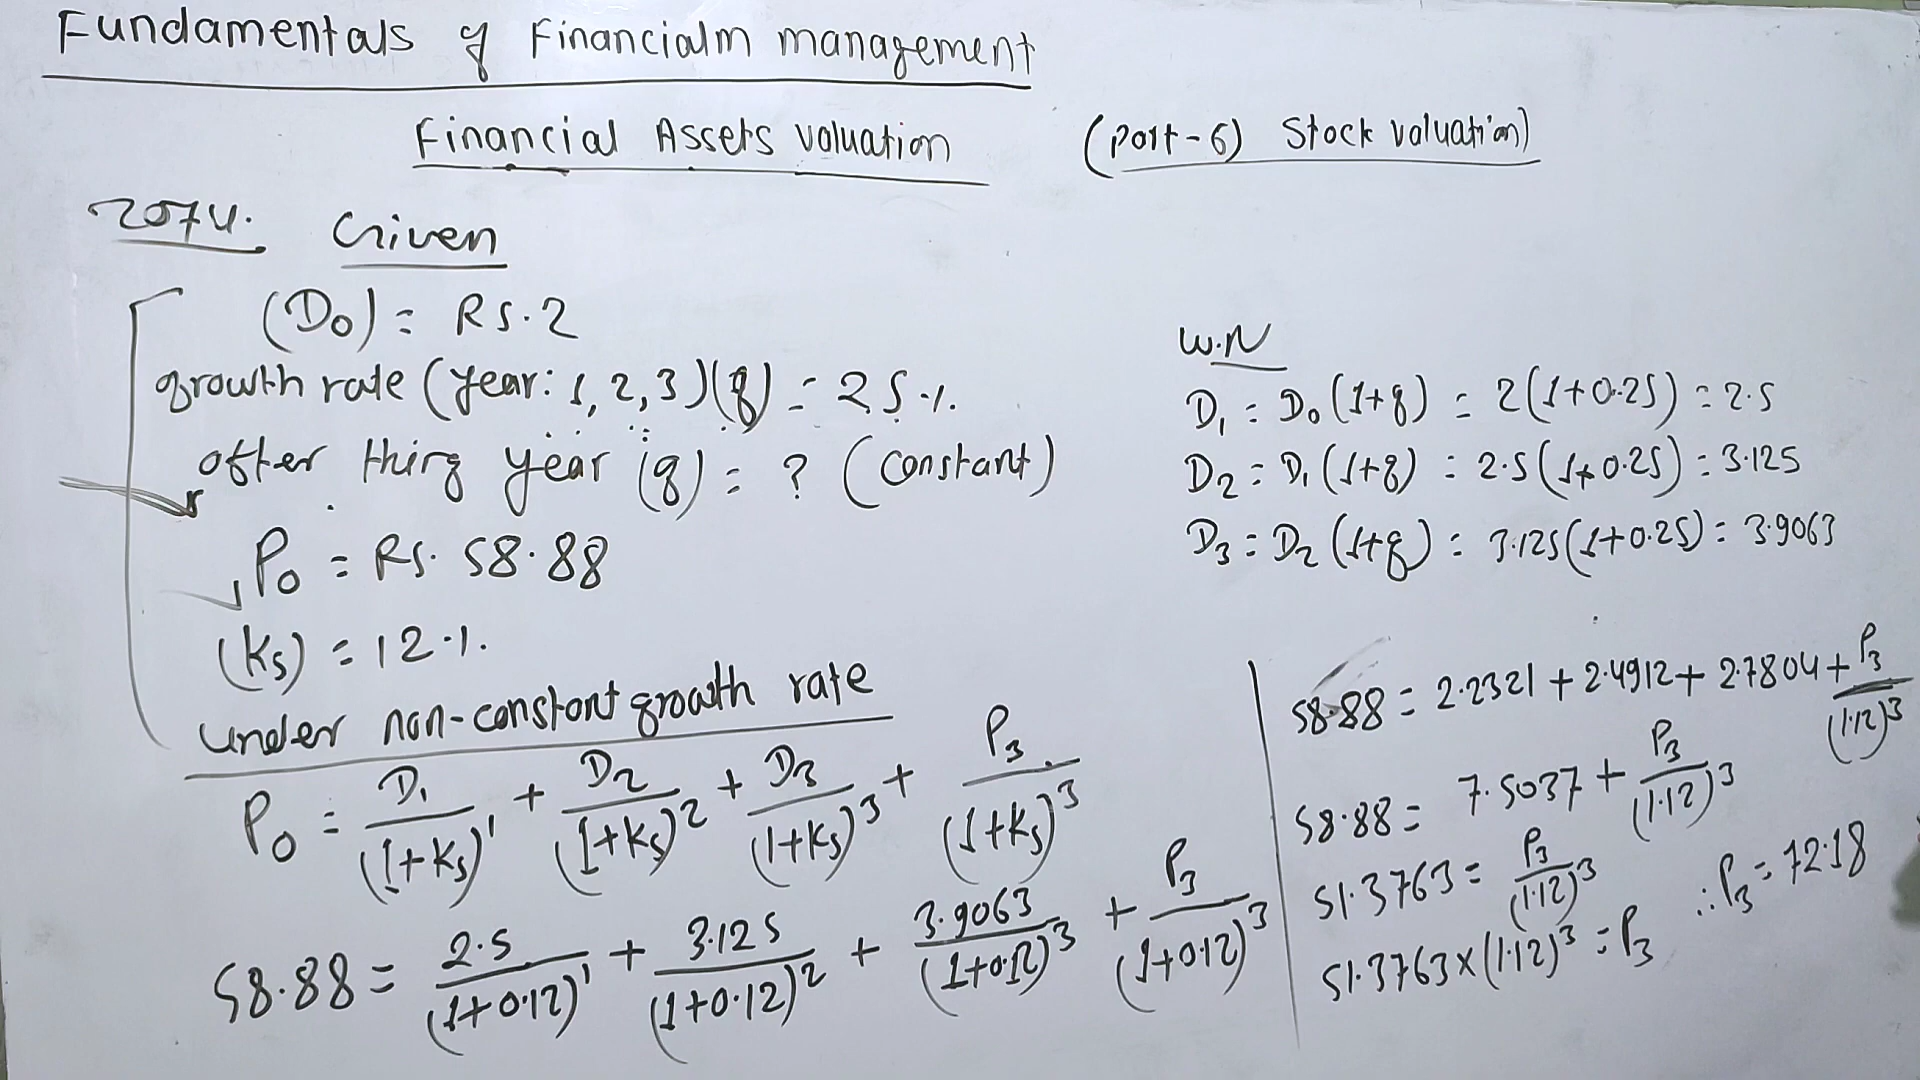 Fundamentals of Financialm management
Financial Assets valuation (Part-6) Stock valuation)
2074. Given
(D₀) = RS.2
growth rate (year: 1, 2, 3)(g) = 25%.
after thirg year (g) = ? (constant)
P₀ = RS. 58.88
(Ks) = 12%.
under non-constant growth rate
P₀ = D₁/(1+Ks)¹ + D₂/(1+Ks)² + D₃/(1+Ks)³ + P₃/(1+Ks)³
58.88 = 2.5/(1+0.12)¹ + 3.125/(1+0.12)² + 3.9063/(1+0.12)³ + P₃/(1+0.12)³
W.N
D₁ = D₀ (1+g) = 2(1+0.25) = 2.5
D₂ = D₁ (1+g) = 2.5(1+0.25) = 3.125
D₃ = D₂ (1+g) = 3.125(1+0.25) = 3.9063
58.88 = 2.2321 + 2.4912 + 2.7804 + P₃/(1.12)³
58.88 = 7.5037 + P₃/(1.12)³
51.3763 = P₃/(1.12)³
51.3763 x (1.12)³ = P₃ ∴ P₃ = 72.18